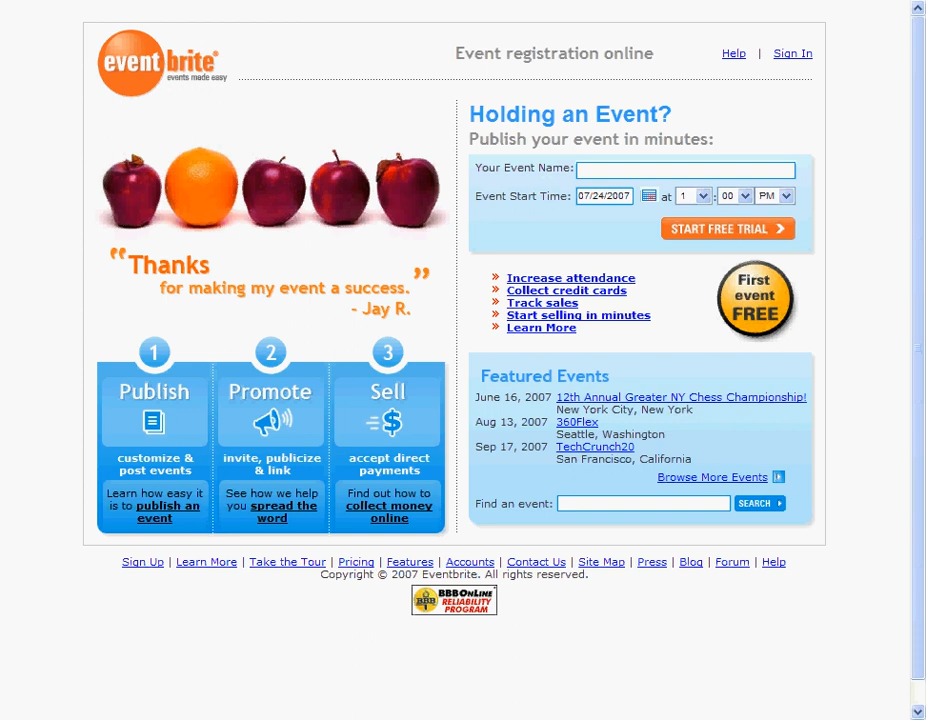 eventbrite®
events made easy
Event registration online
Help | Sign In
“Thanks
for making my event a success.”
- Jay R.
1
Publish
customize &
post events
Learn how easy it
is to publish an
event
2
Promote
invite, publicize
& link
See how we help
you spread the
word
3
Sell
$
accept direct
payments
Find out how to
collect money
online
Holding an Event?
Publish your event in minutes:
Your Event Name:
Event Start Time: 07/24/2007 at 1 : 00 PM
START FREE TRIAL
» Increase attendance
» Collect credit cards
» Track sales
» Start selling in minutes
» Learn More
First
event
FREE
Featured Events
June 16, 2007 12th Annual Greater NY Chess Championship!
New York City, New York
Aug 13, 2007 360Flex
Seattle, Washington
Sep 17, 2007 TechCrunch20
San Francisco, California
Browse More Events
Find an event: SEARCH
Sign Up | Learn More | Take the Tour | Pricing | Features | Accounts | Contact Us | Site Map | Press | Blog | Forum | Help
Copyright © 2007 Eventbrite. All rights reserved.
BBB
BBBOnLine
RELIABILITY
PROGRAM